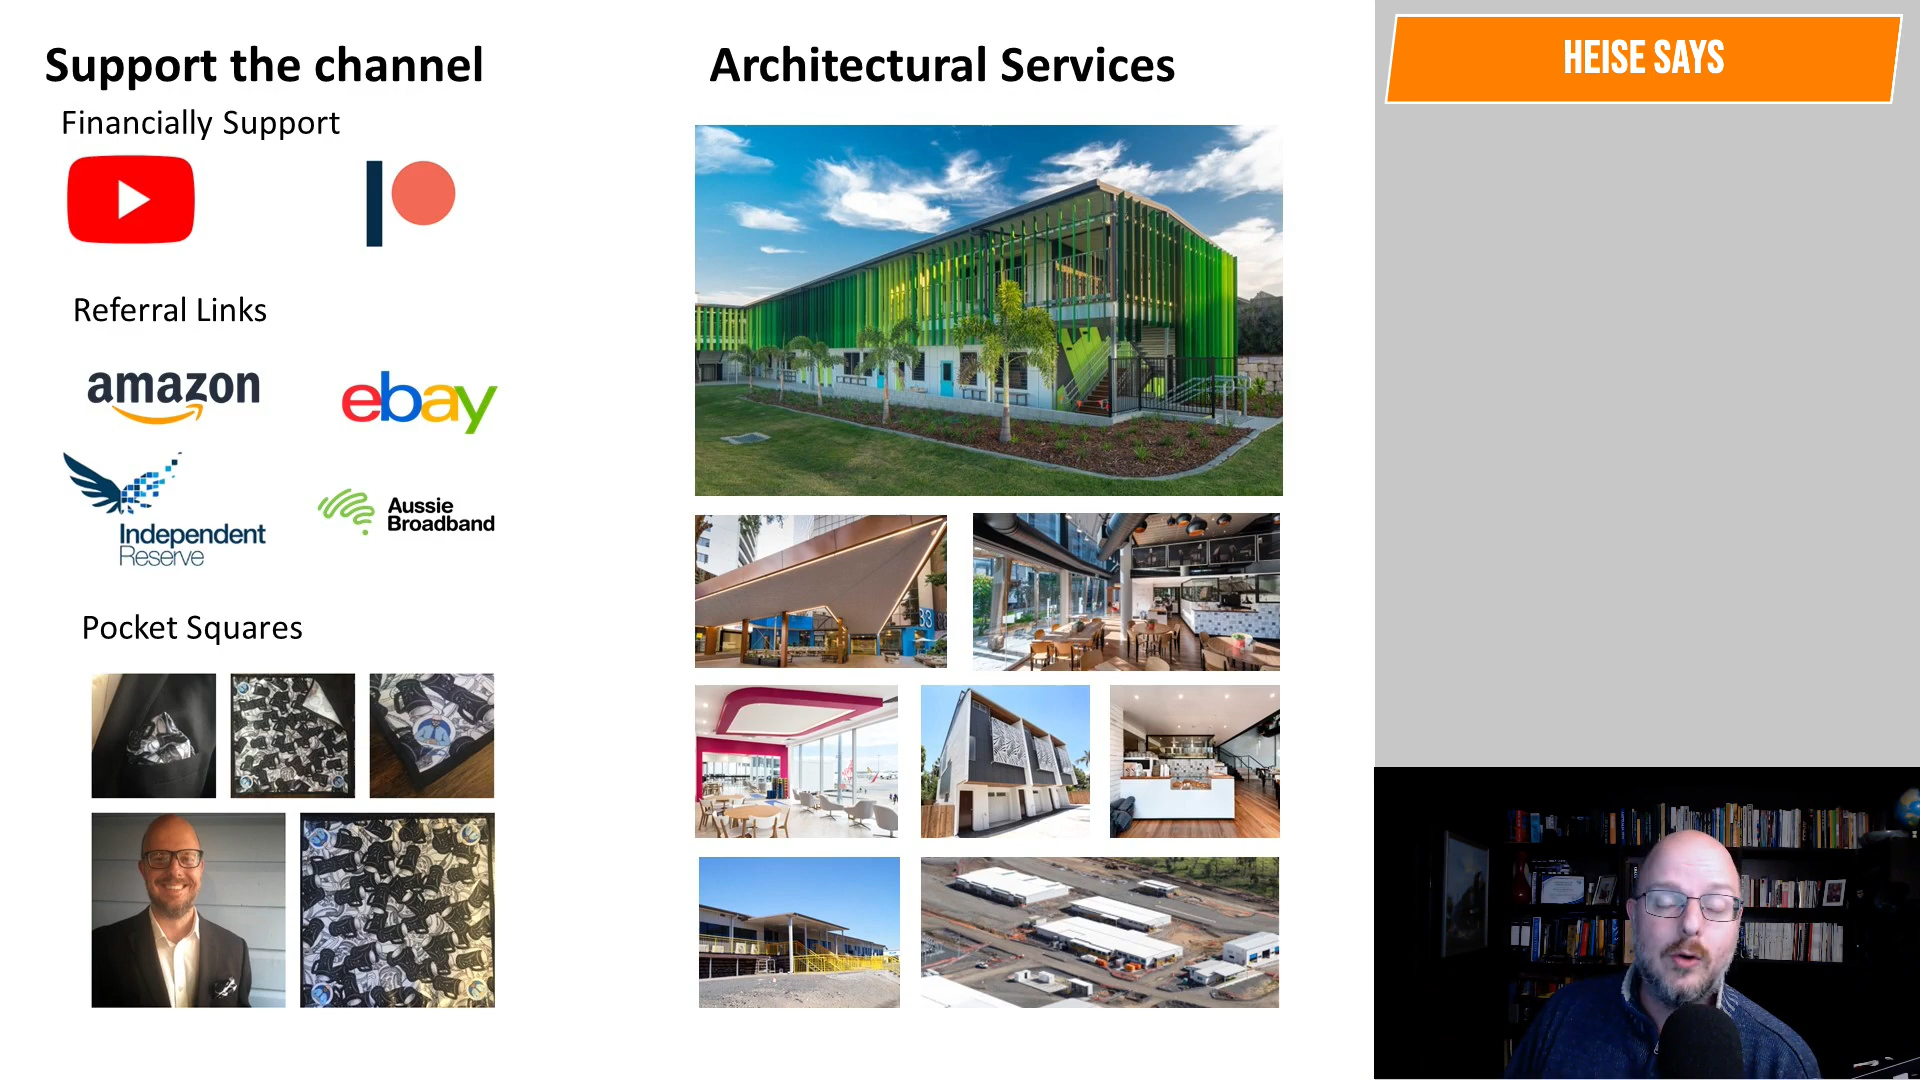 Support the channel
Financially Support
Referral Links
amazon
ebay
Independent
Reserve
Aussie
Broadband
Pocket Squares
Architectural Services
33
HEISE SAYS